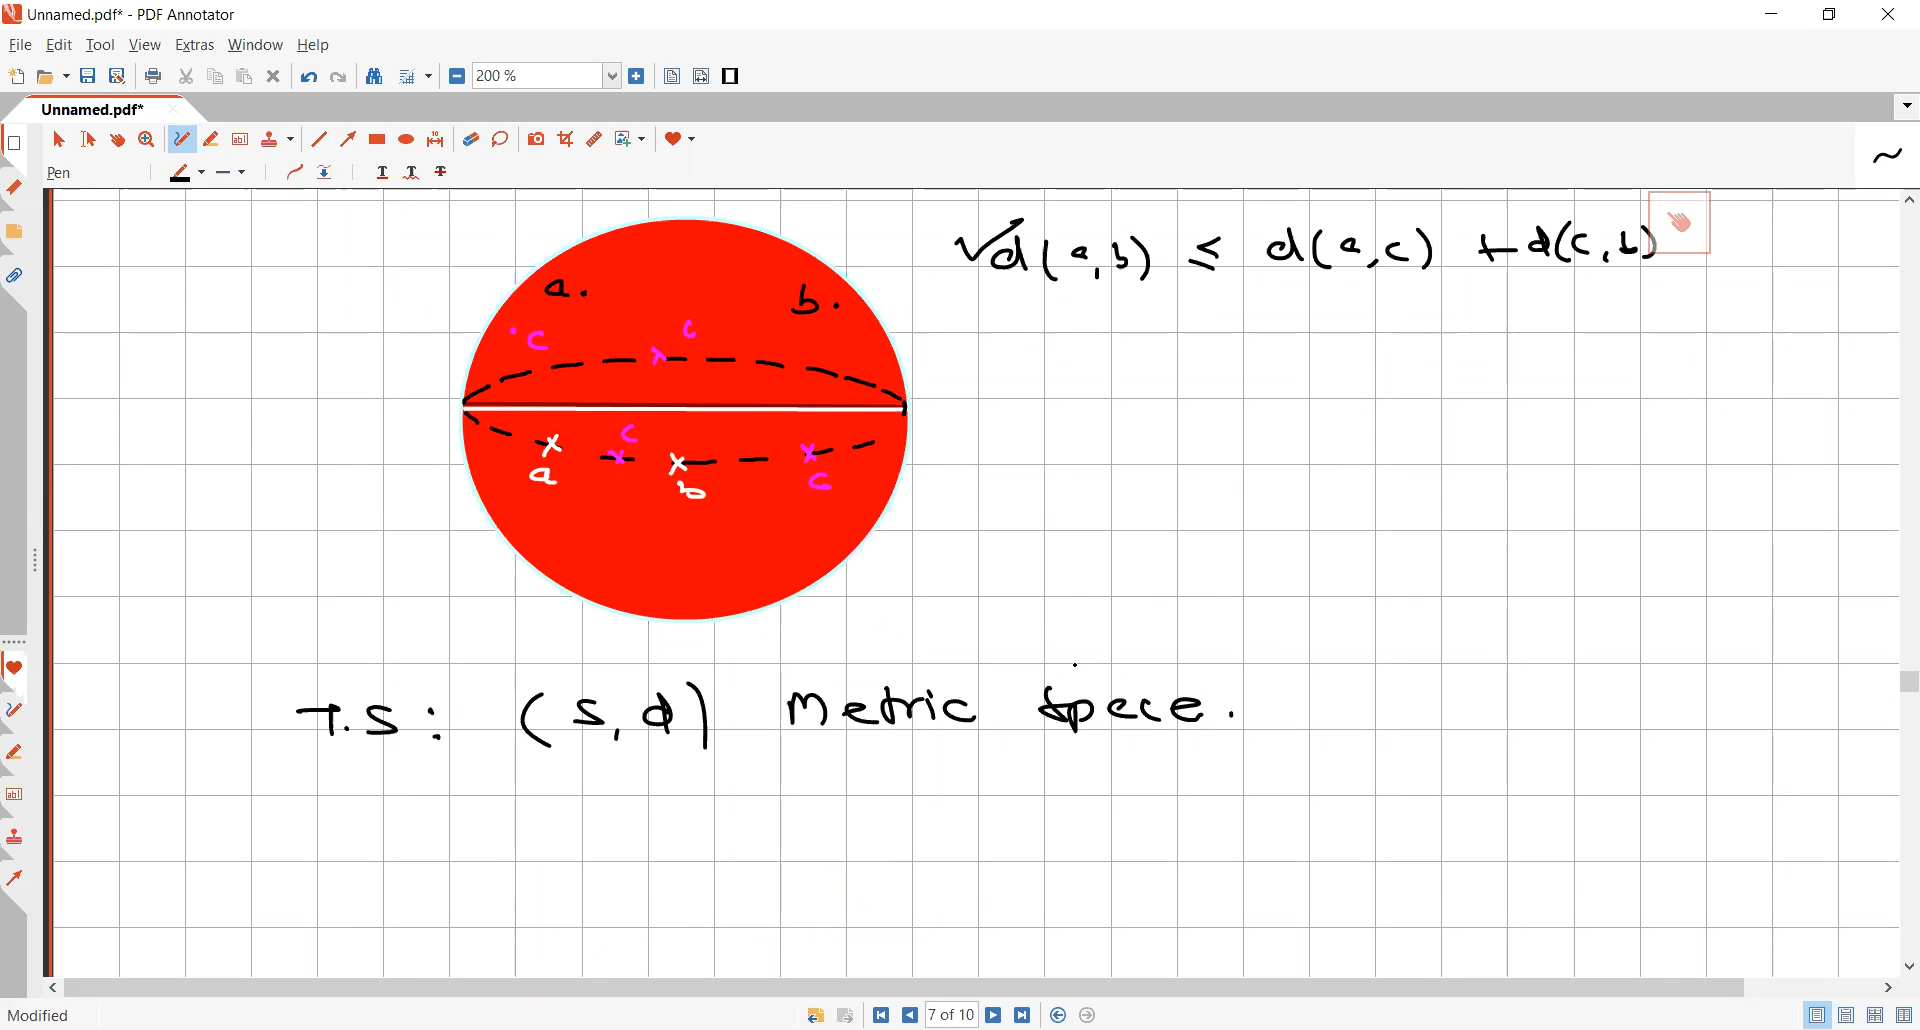 Unnamed.pdf* - PDF Annotator
File Edit Tool View Extras Window Help
200 %
Unnamed.pdf*
Pen
√d(a,b) ≤ d(a,c) + d(c,b)
a. b.
c c
c
a b c
T.S: (S, d) Metric Space.
Modified 7 of 10